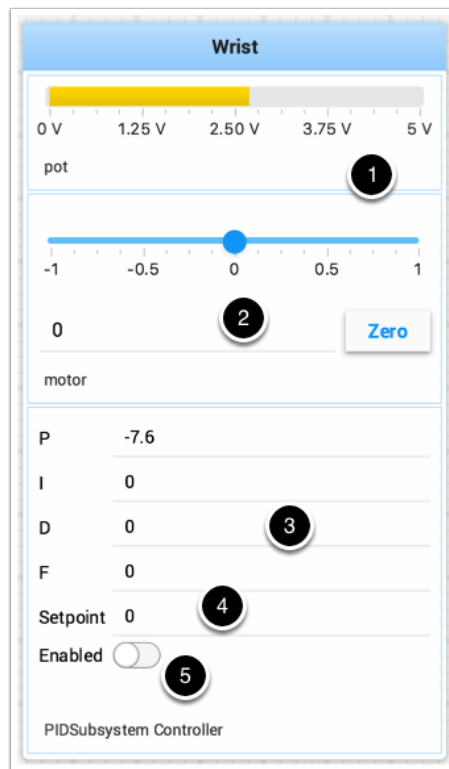 Wrist
0 V 1.25 V 2.50 V 3.75 V 5 V
pot
1
-1 -0.5 0 0.5 1
2
0 Zero
motor
P -7.6
I 0
D 0
3
F 0
4
Setpoint 0
Enabled
5
PIDSubsystem Controller